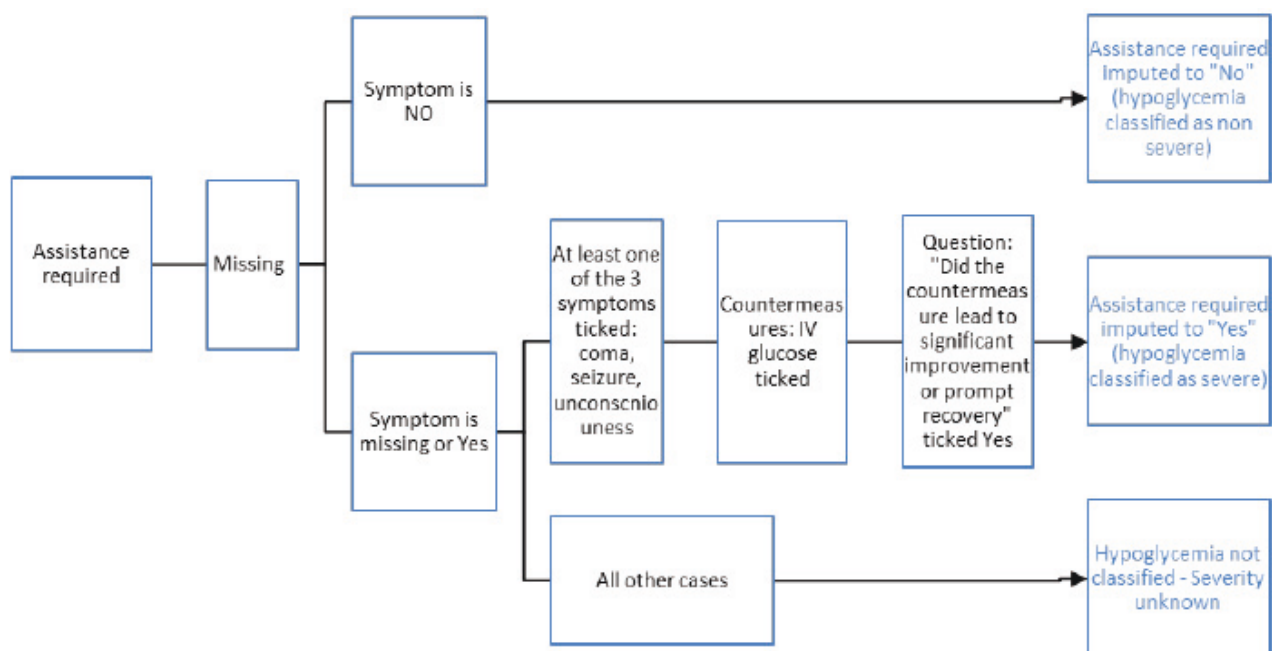 Symptom is
NO
Assistance required
imputed to "No"
(hypoglycemia
classified as non
severe)
Assistance
required
Missing
Symptom is
missing or Yes
At least one
of the 3
symptoms
ticked:
coma,
seizure,
unconscnio
uness
Countermeas
ures: IV
glucose
ticked
Question:
"Did the
countermeas
ure lead to
significant
improvement
or prompt
recovery"
ticked Yes
Assistance required
imputed to "Yes"
(hypoglycemia
classified as severe)
All other cases
Hypoglycemia not
classified - Severity
unknown